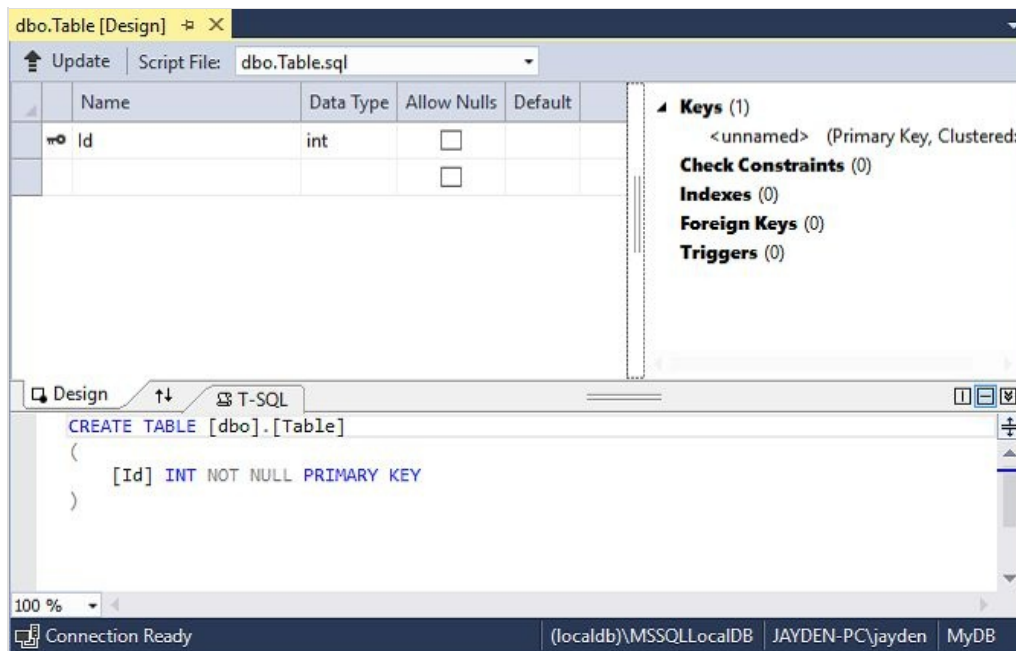 dbo.Table [Design]
Update Script File: dbo.Table.sql
Name Data Type Allow Nulls Default
Id int
Keys (1)
<unnamed> (Primary Key, Clustered:
Check Constraints (0)
Indexes (0)
Foreign Keys (0)
Triggers (0)
Design T-SQL
CREATE TABLE [dbo].[Table]
(
[Id] INT NOT NULL PRIMARY KEY
)
100 %
Connection Ready (localdb)\MSSQLLocalDB JAYDEN-PC\jayden MyDB